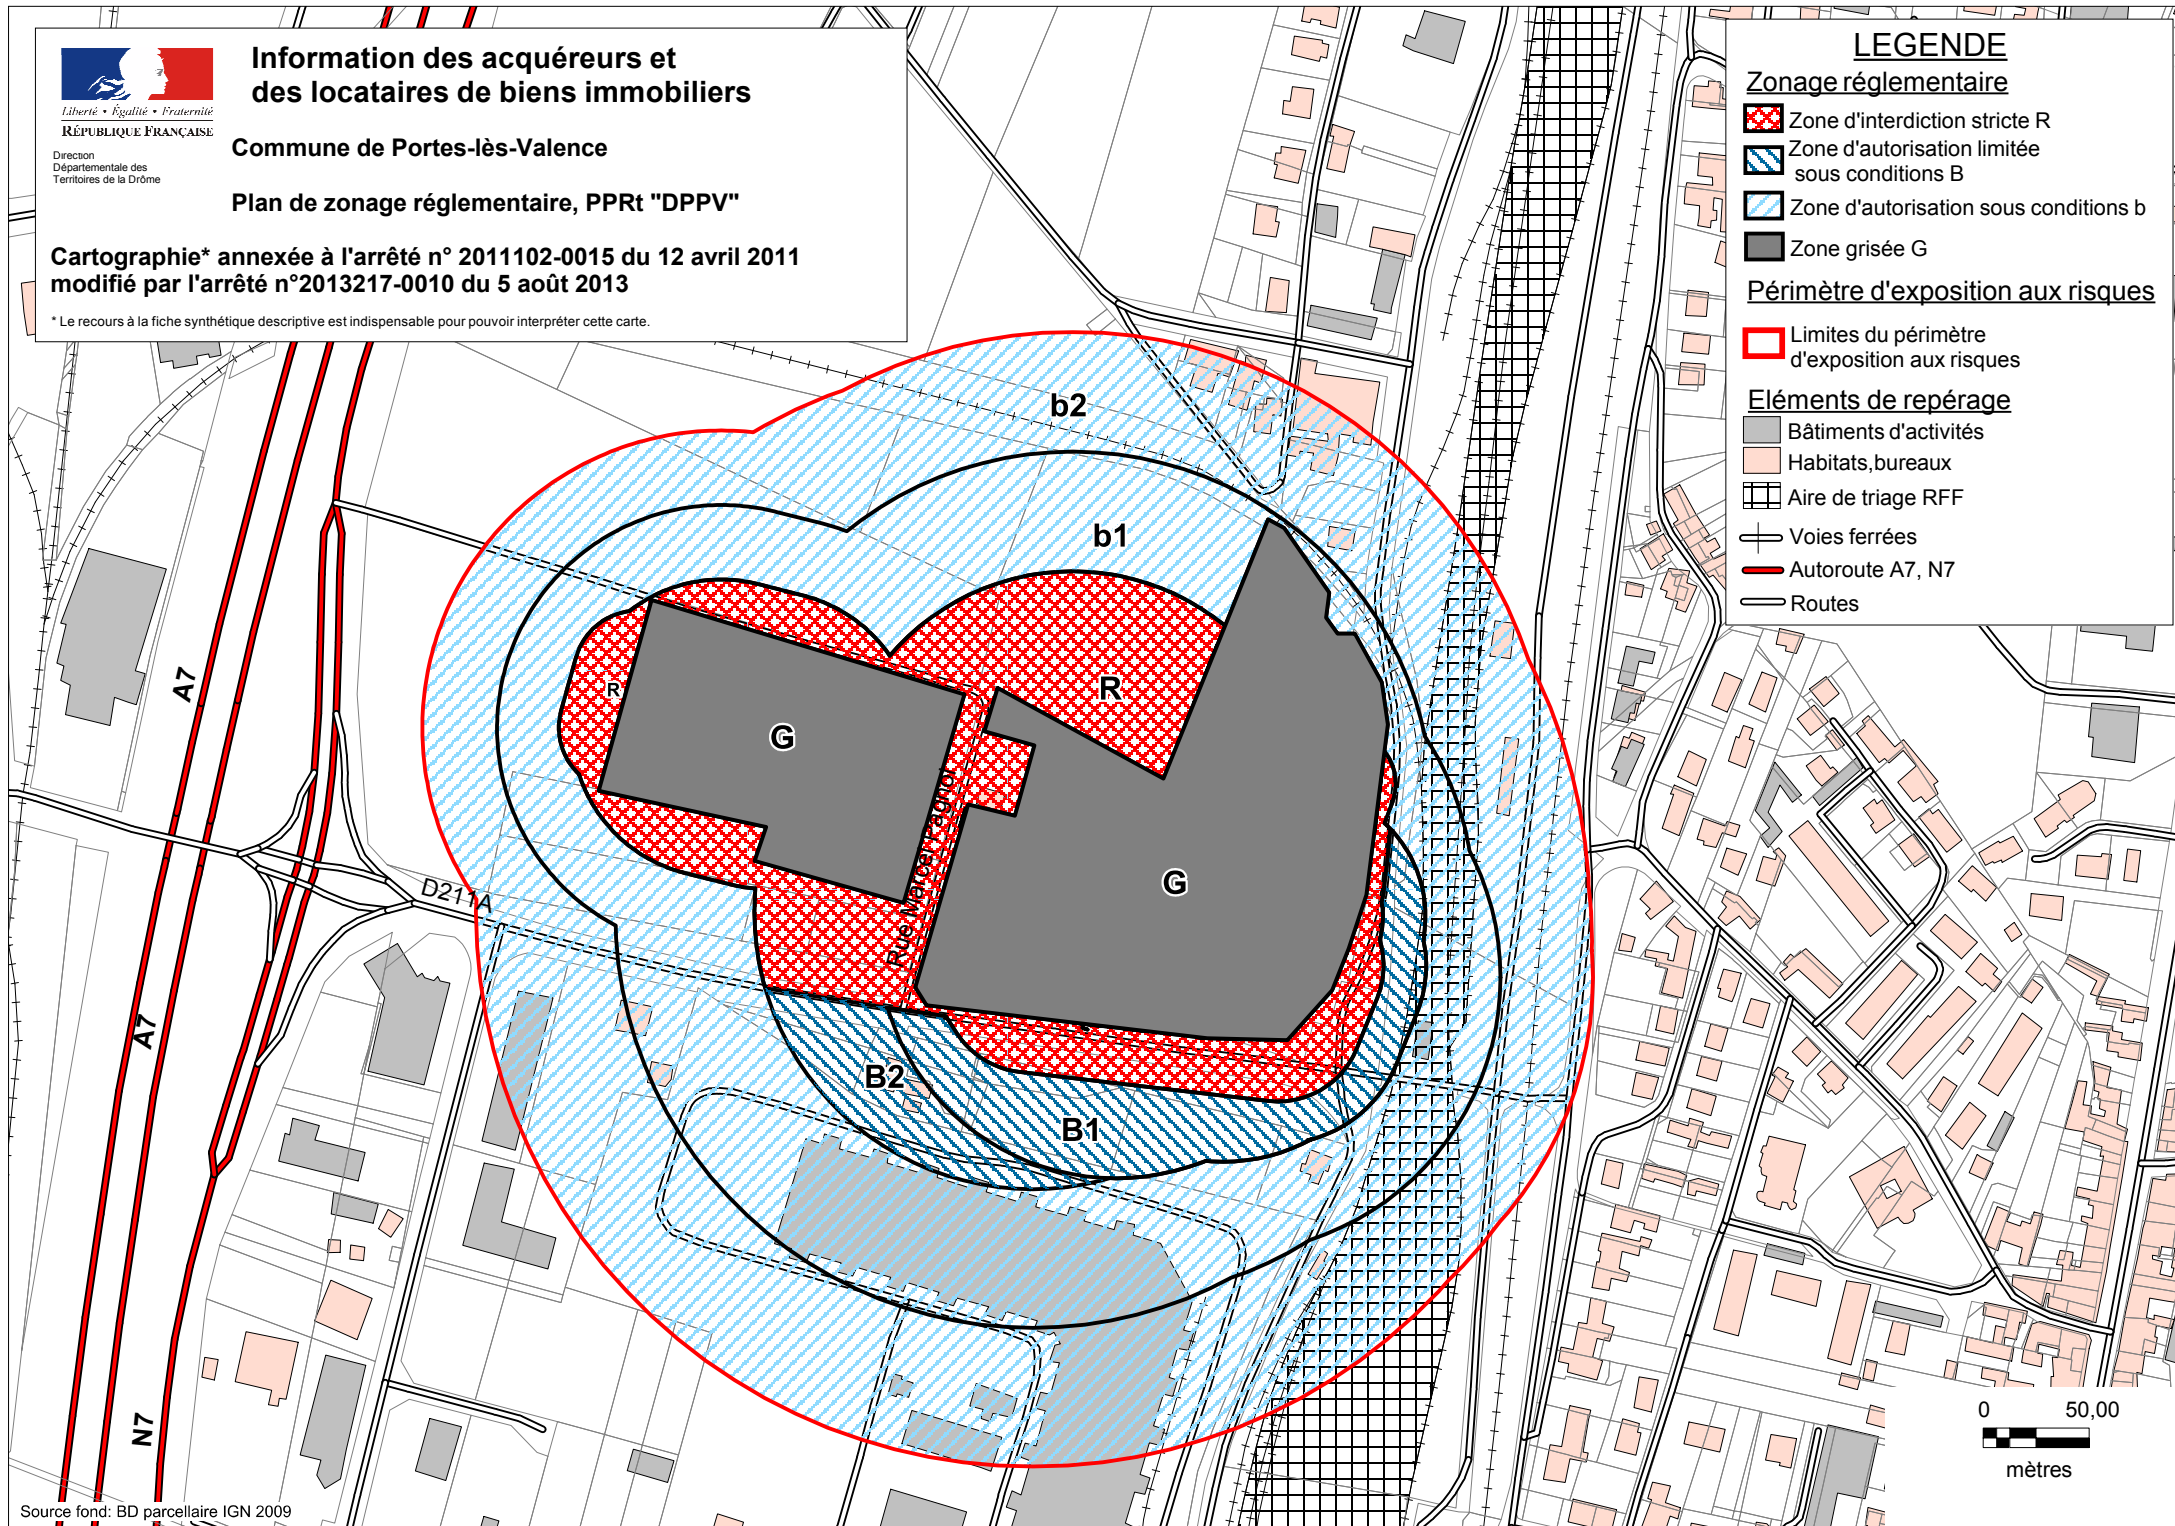 Liberté • Égalité • Fraternité
RÉPUBLIQUE FRANÇAISE
Direction
Départementale des
Territoires de la Drôme
Information des acquéreurs et
des locataires de biens immobiliers
Commune de Portes-lès-Valence
Plan de zonage réglementaire, PPRt "DPPV"
Cartographie* annexée à l'arrêté n° 2011102-0015 du 12 avril 2011
modifié par l'arrêté n°2013217-0010 du 5 août 2013
* Le recours à la fiche synthétique descriptive est indispensable pour pouvoir interpréter cette carte.
LEGENDE
Zonage réglementaire
Zone d'interdiction stricte R
Zone d'autorisation limitée
sous conditions B
Zone d'autorisation sous conditions b
Zone grisée G
Périmètre d'exposition aux risques
Limites du périmètre
d'exposition aux risques
Eléments de repérage
Bâtiments d'activités
Habitats,bureaux
Aire de triage RFF
Voies ferrées
Autoroute A7, N7
Routes
b2
b1
R
R
G
G
A7
D211A
Rue Marcel Pagnol
A7
B2
B1
N7
0 50,00
mètres
Source fond: BD parcellaire IGN 2009